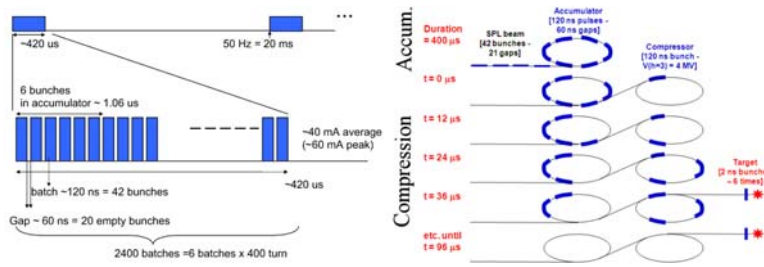 •••
~420 us
50 Hz = 20 ms
6 bunches
in accumulator ~ 1.06 us
~40 mA average
(~60 mA peak)
batch ~120 ns = 42 bunches
~420 us
Gap ~ 60 ns = 20 empty bunches
2400 batches =6 batches x 400 turn
Accum.
Compression
Duration
= 400 µs
SPL beam
[42 bunches -
21 gaps]
Accumulator
[120 ns pulses -
60 ns gaps]
Compressor
[120 ns bunch -
V(h=3) = 4 MV]
t = 0 µs
t = 12 µs
t = 24 µs
Target
[2 ns bunch
– 6 times]
t = 36 µs
etc. until
t = 96 µs